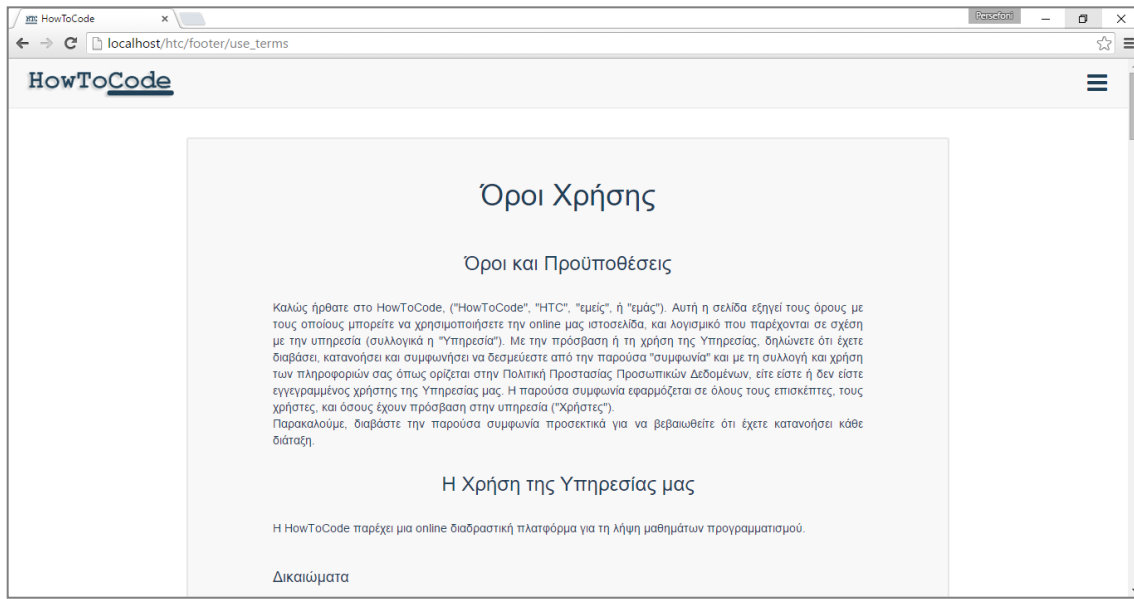 HowToCode
Persefoni
localhost/htc/footer/use_terms
HowToCode
Όροι Χρήσης
Όροι και Προϋποθέσεις
Καλώς ήρθατε στο HowToCode, ("HowToCode", "HTC", "εμείς", ή "εμάς"). Αυτή η σελίδα εξηγεί τους όρους με
τους οποίους μπορείτε να χρησιμοποιήσετε την online μας ιστοσελίδα, και λογισμικό που παρέχονται σε σχέση
με την υπηρεσία (συλλογικά η "Υπηρεσία"). Με την πρόσβαση ή τη χρήση της Υπηρεσίας, δηλώνετε ότι έχετε
διαβάσει, κατανοήσει και συμφωνήσει να δεσμεύεστε από την παρούσα "συμφωνία" και με τη συλλογή και χρήση
των πληροφοριών σας όπως ορίζεται στην Πολιτική Προστασίας Προσωπικών Δεδομένων, είτε είστε ή δεν είστε
εγγεγραμμένος χρήστης της Υπηρεσίας μας. Η παρούσα συμφωνία εφαρμόζεται σε όλους τους επισκέπτες, τους
χρήστες, και όσους έχουν πρόσβαση στην υπηρεσία ("Χρήστες").
Παρακαλούμε, διαβάστε την παρούσα συμφωνία προσεκτικά για να βεβαιωθείτε ότι έχετε κατανοήσει κάθε
διάταξη.
Η Χρήση της Υπηρεσίας μας
Η HowToCode παρέχει μια online διαδραστική πλατφόρμα για τη λήψη μαθημάτων προγραμματισμού.
Δικαιώματα